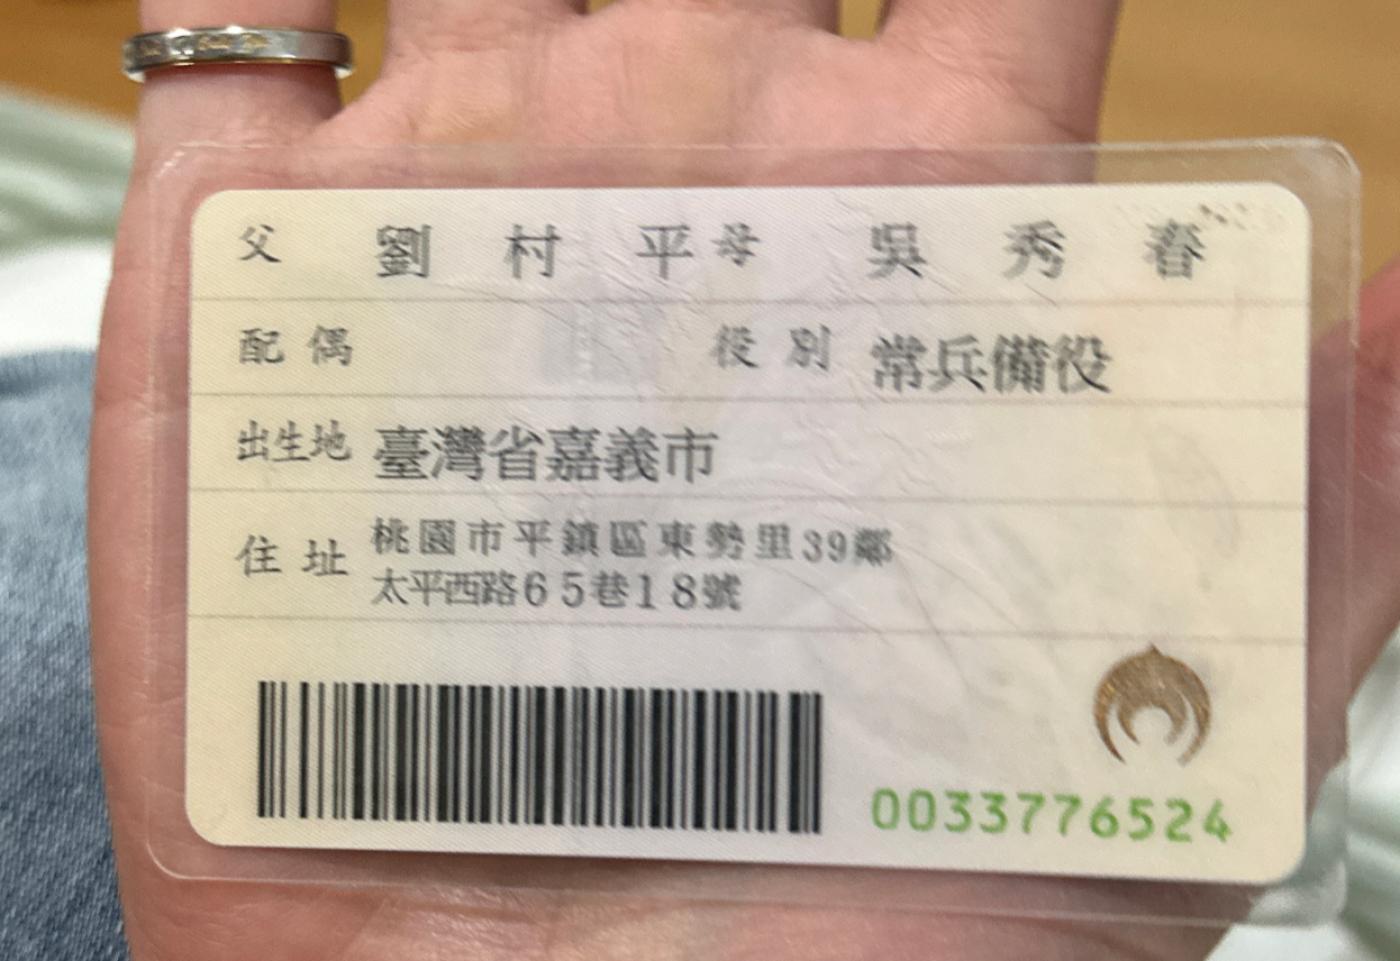 父 劉村平 母 吳秀春
配偶 役別 常兵備役
出生地 臺灣省嘉義市
住址 桃園市平鎮區東勢里39鄰
太平西路65巷18號
0033776524